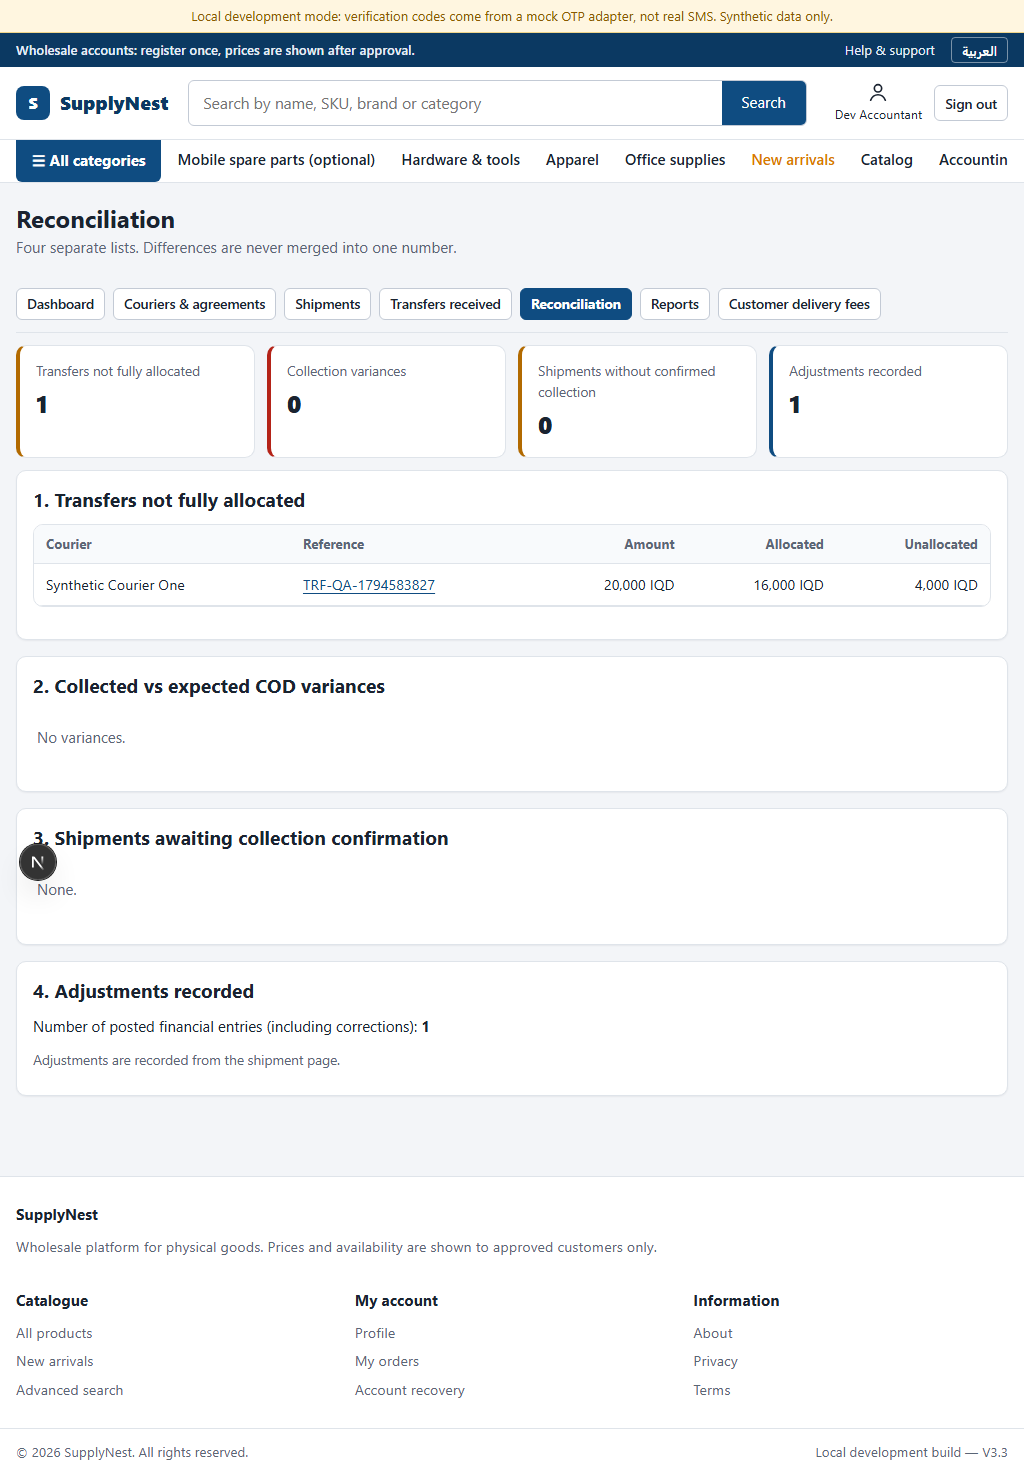 Local development mode: verification codes come from a mock OTP adapter, not real SMS. Synthetic data only.
Wholesale accounts: register once, prices are shown after approval.
Help & support
العربية
S
SupplyNest
Search by name, SKU, brand or category
Search
Dev Accountant
Sign out
☰ All categories
Mobile spare parts (optional)
Hardware & tools
Apparel
Office supplies
New arrivals
Catalog
Accountin
Reconciliation
Four separate lists. Differences are never merged into one number.
Dashboard
Couriers & agreements
Shipments
Transfers received
Reconciliation
Reports
Customer delivery fees
Transfers not fully allocated
1
Collection variances
0
Shipments without confirmed
collection
0
Adjustments recorded
1
1. Transfers not fully allocated
Courier Reference Amount Allocated Unallocated
Synthetic Courier One TRF-QA-1794583827 20,000 IQD 16,000 IQD 4,000 IQD
2. Collected vs expected COD variances
No variances.
3. Shipments awaiting collection confirmation
N
None.
4. Adjustments recorded
Number of posted financial entries (including corrections): 1
Adjustments are recorded from the shipment page.
SupplyNest
Wholesale platform for physical goods. Prices and availability are shown to approved customers only.
Catalogue
All products
New arrivals
Advanced search
My account
Profile
My orders
Account recovery
Information
About
Privacy
Terms
© 2026 SupplyNest. All rights reserved.
Local development build — V3.3